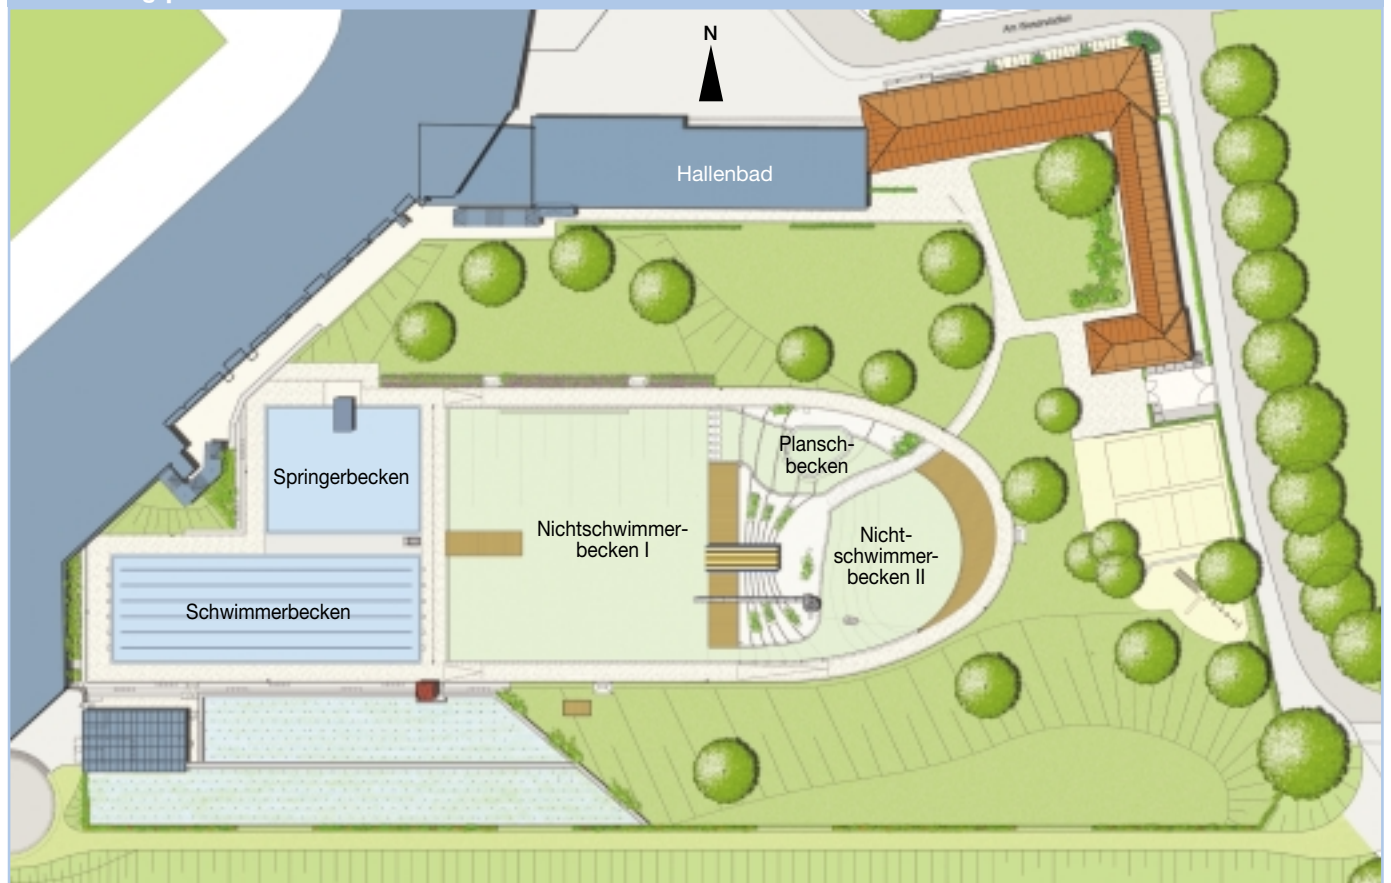 N
Hallenbad
Plansch-
becken
Springerbecken
Nichtschwimmer-
becken I
Nicht-
schwimmer-
becken II
Schwimmerbecken